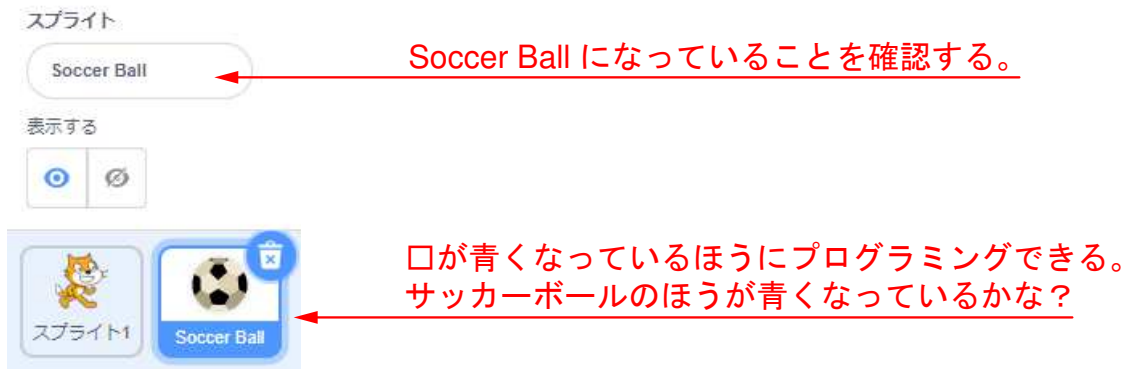 スプライト
Soccer Ball
Soccer Ball になっていることを確認する。
表示する
スプライト1
Soccer Ball
□が青くなっているほうにプログラミングできる。
サッカーボールのほうが青くなっているかな？